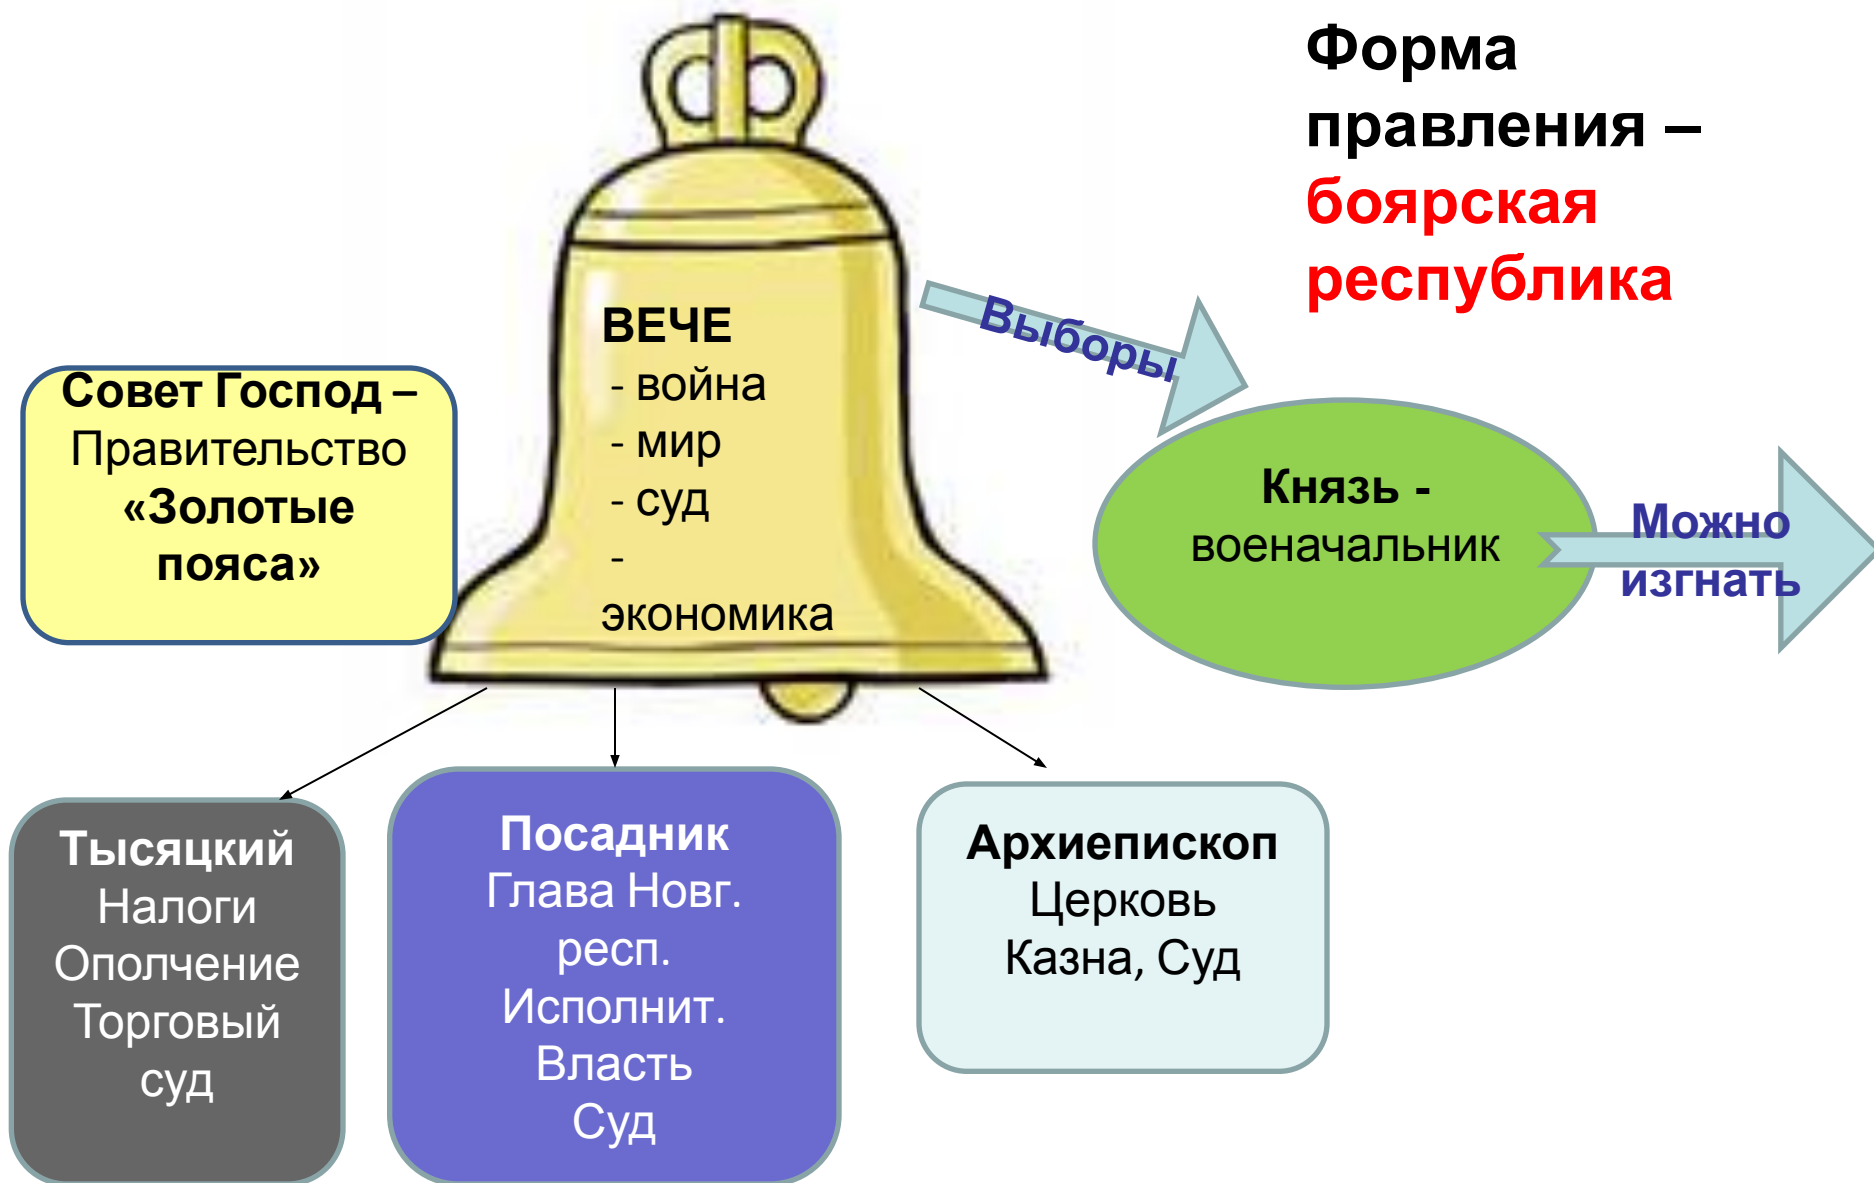 Форма
правления –
боярская
республика
ВЕЧЕ
- война
- мир
- суд
-
экономика
Выборы
Совет Господ –
Правительство
«Золотые
пояса»
Князь -
военачальник
Можно
изгнать
Тысяцкий
Налоги
Ополчение
Торговый
суд
Посадник
Глава Новг.
респ.
Исполнит.
Власть
Суд
Архиепископ
Церковь
Казна, Суд